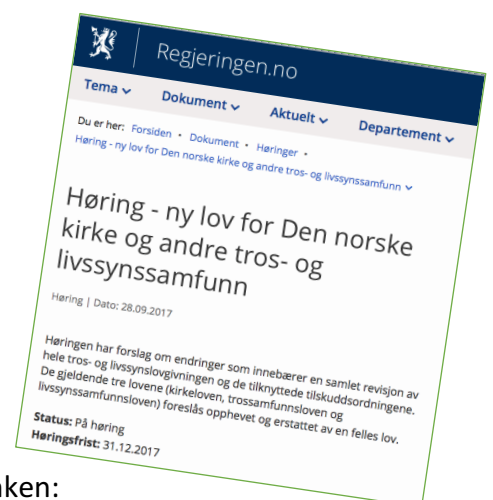 Regjeringen.no
Tema Dokument Aktuelt Departement
Du er her: Forsiden • Dokument • Høringer •
Høring - ny lov for Den norske kirke og andre tros- og livssynssamfunn
Høring - ny lov for Den norske
kirke og andre tros- og
livssynssamfunn
Høring | Dato: 28.09.2017
Høringen har forslag om endringer som innebærer en samlet revisjon av
hele tros- og livssynslovgivningen og de tilknyttede tilskuddsordningene.
De gjeldende tre lovene (kirkeloven, trossamfunnsloven og
livssynssamfunnsloven) foreslås opphevet og erstattet av en felles lov.
Status: På høring
Høringsfrist: 31.12.2017